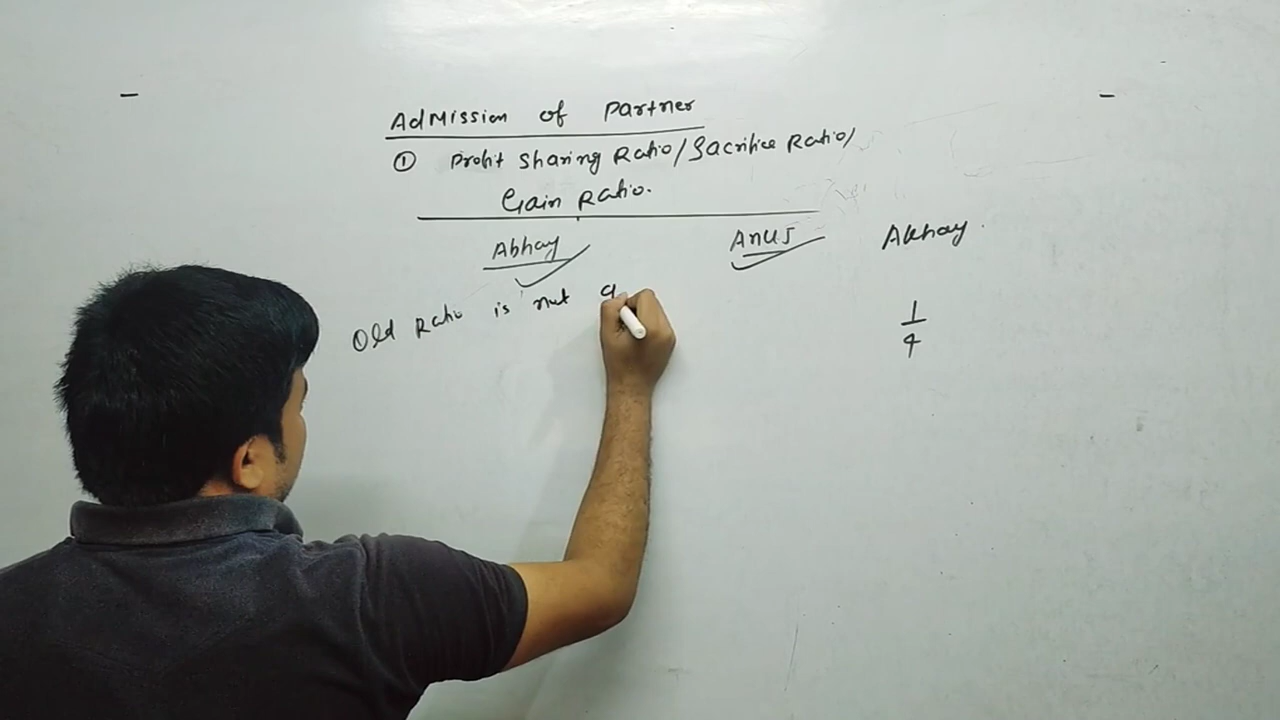 Admission of Partner
① Profit Sharing Ratio/Sacrifice Ratio/
Gain Ratio.
Abhay Anuj Akhay.
Old Ratio is not g
1
4